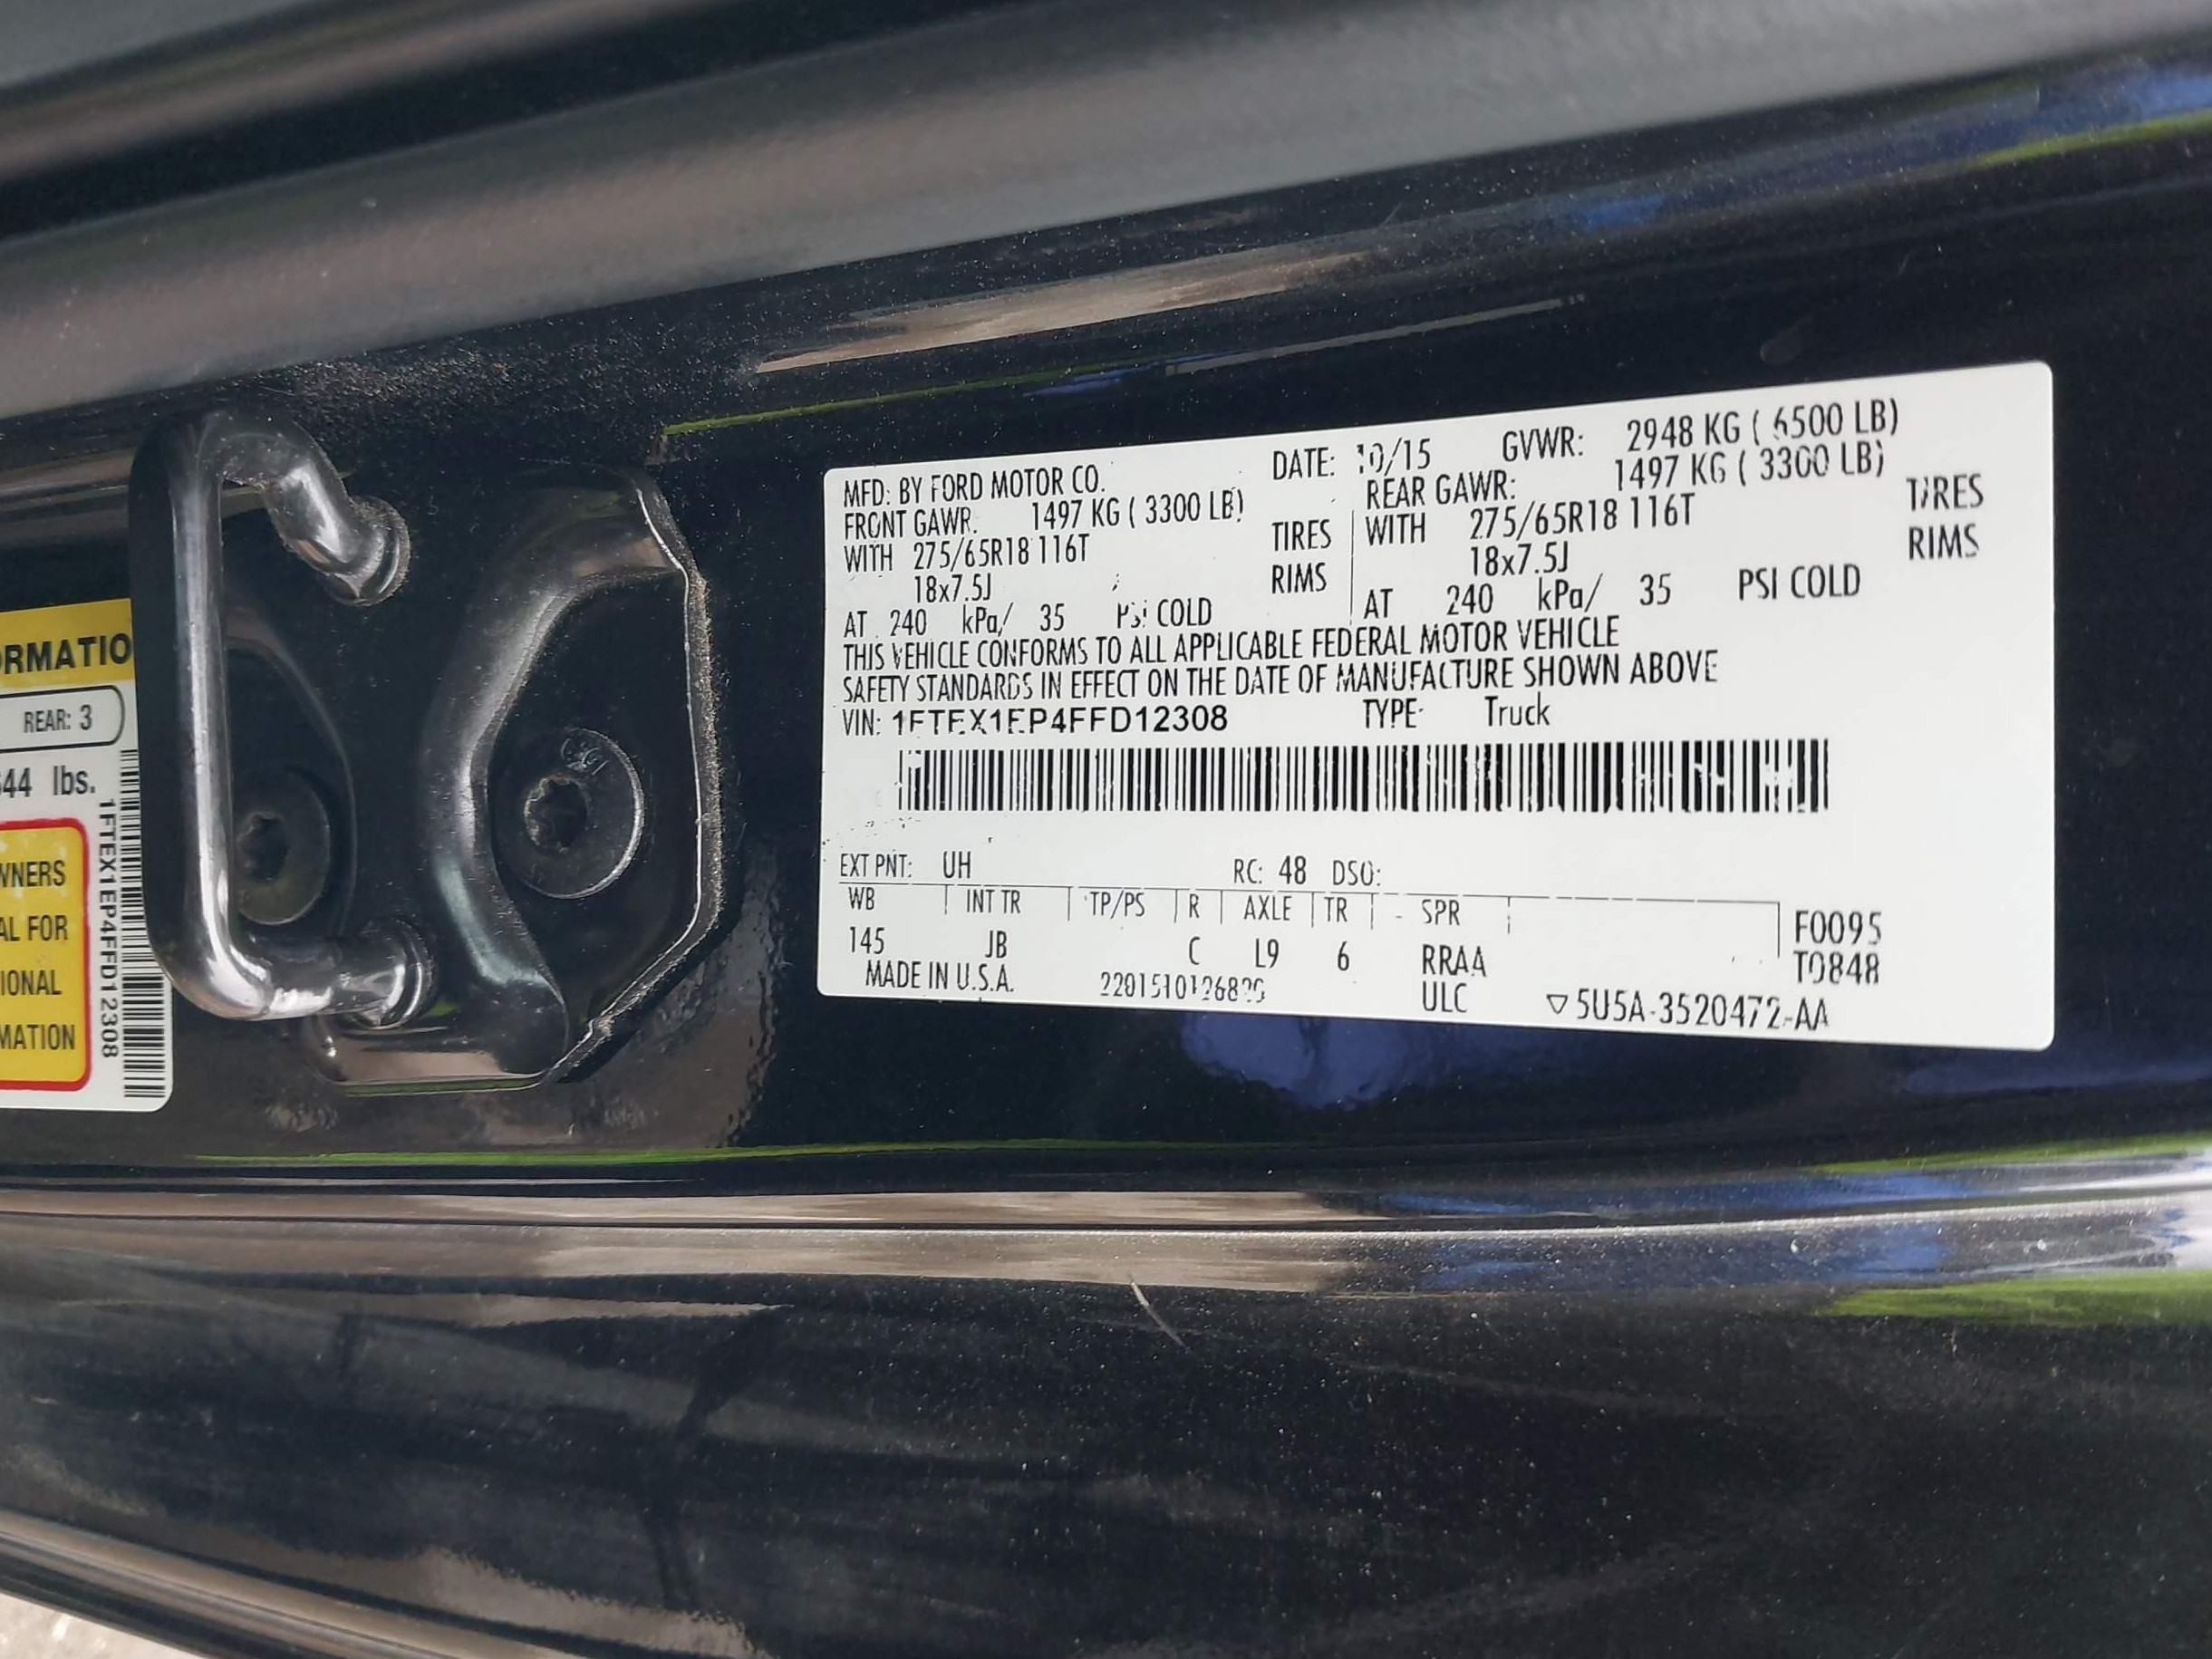 RMATIO
REAR: 3
44 lbs.
WNERS
AL FOR
IONAL
MATION
1FTEX1EP4FFD12308
MFD: BY FORD MOTOR CO.
DATE: 10/15 GVWR: 2948 KG ( 6500 LB)
FRONT GAWR: 1497 KG ( 3300 LB)
REAR GAWR: 1497 KG ( 3300 LB)
WITH 275/65R18 116T TIRES
WITH 275/65R18 116T TIRES
18x7.5J RIMS
18x7.5J RIMS
AT 240 kPa/ 35 PSI COLD
AT 240 kPa/ 35 PSI COLD
THIS VEHICLE CONFORMS TO ALL APPLICABLE FEDERAL MOTOR VEHICLE
SAFETY STANDARDS IN EFFECT ON THE DATE OF MANUFACTURE SHOWN ABOVE
VIN: 1FTEX1EP4FFD12308 TYPE: Truck
EXT PNT: UH RC: 48 DSO:
WB INT TR TP/PS R AXLE TR SPR
145 JB C L9 6 RRAA
F0095
T0848
MADE IN U.S.A. ULC ▽5U5A-3520472-AA